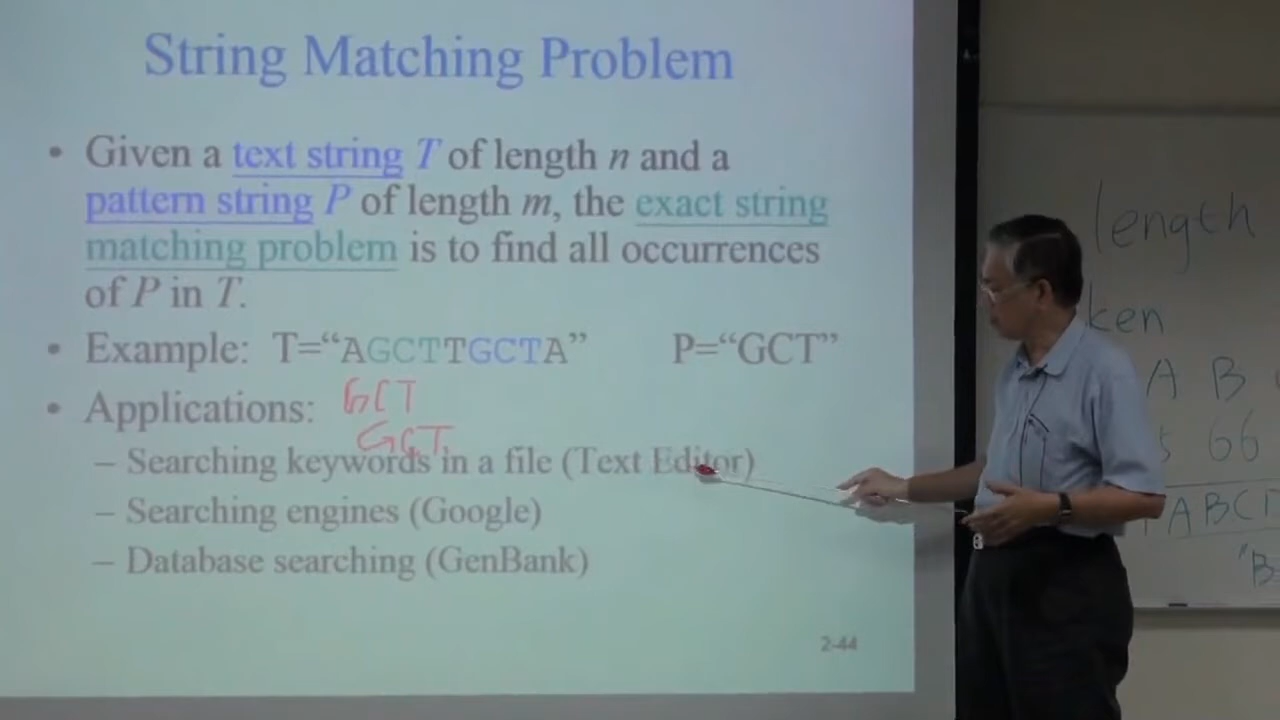 String Matching Problem
• Given a text string T of length n and a
pattern string P of length m, the exact string
matching problem is to find all occurrences
of P in T.
• Example: T=“AGCTTGCTA” P=“GCT”
• Applications:
GCT
GCT
– Searching keywords in a file (Text Editor)
– Searching engines (Google)
– Database searching (GenBank)
2-44
length
ken
A B
66
ABCD